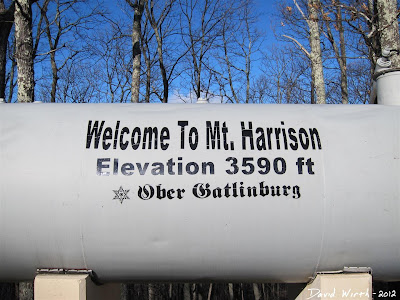 Welcome To Mt. Harrison
Elevation 3590 ft
Ober Gatlinburg
David Wirth-2012